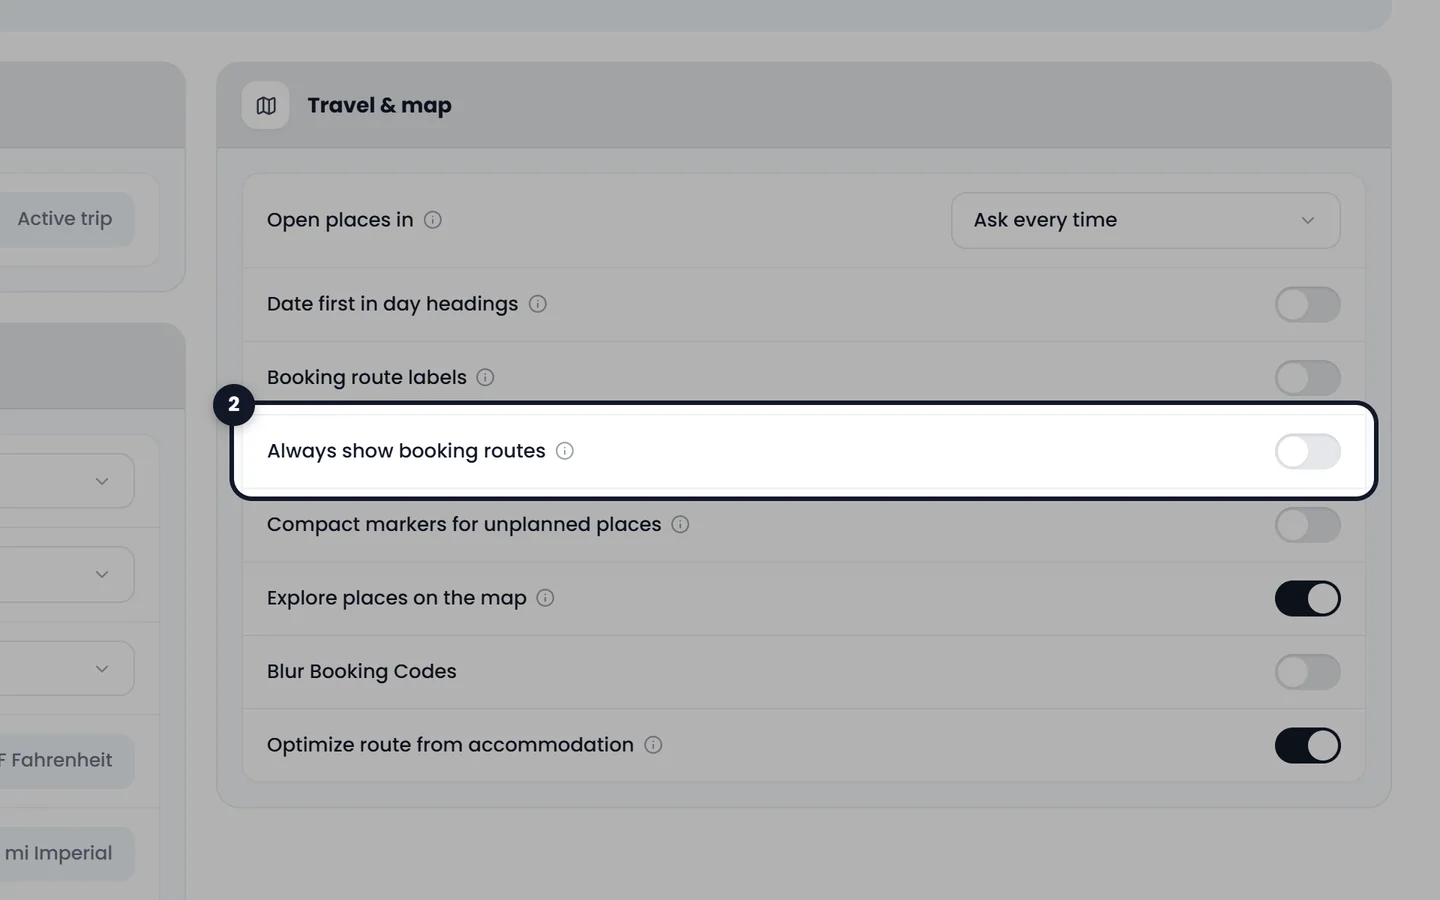 Travel & map
Active trip
Open places in
Ask every time
Date first in day headings
Booking route labels
2
Always show booking routes
Compact markers for unplanned places
Explore places on the map
Blur Booking Codes
Optimize route from accommodation
F Fahrenheit
mi Imperial